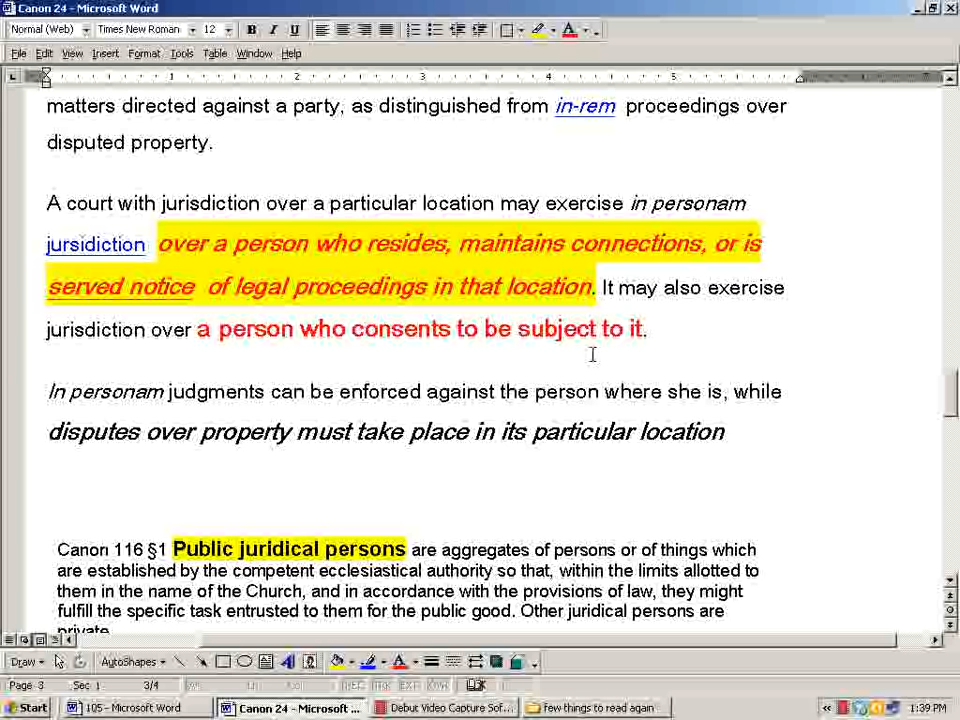 Canon 24 - Microsoft Word
Normal (Web) Times New Roman 12 B I U A
File Edit View Insert Format Tools Table Window Help
1 2 3 4 5
matters directed against a party, as distinguished from in-rem proceedings over
disputed property.
A court with jurisdiction over a particular location may exercise in personam
jursidiction over a person who resides, maintains connections, or is
served notice of legal proceedings in that location. It may also exercise
jurisdiction over a person who consents to be subject to it.
In personam judgments can be enforced against the person where she is, while
disputes over property must take place in its particular location
Canon 116 §1 Public juridical persons are aggregates of persons or of things which
are established by the competent ecclesiastical authority so that, within the limits allotted to
them in the name of the Church, and in accordance with the provisions of law, they might
fulfill the specific task entrusted to them for the public good. Other juridical persons are
private
Draw AutoShapes A A
Page 3 Sec 1 3/4 REC TRK EXT
Start 105 - Microsoft Word Canon 24 - Microsoft ... Debut Video Capture Sof... few things to read again 1:39 PM